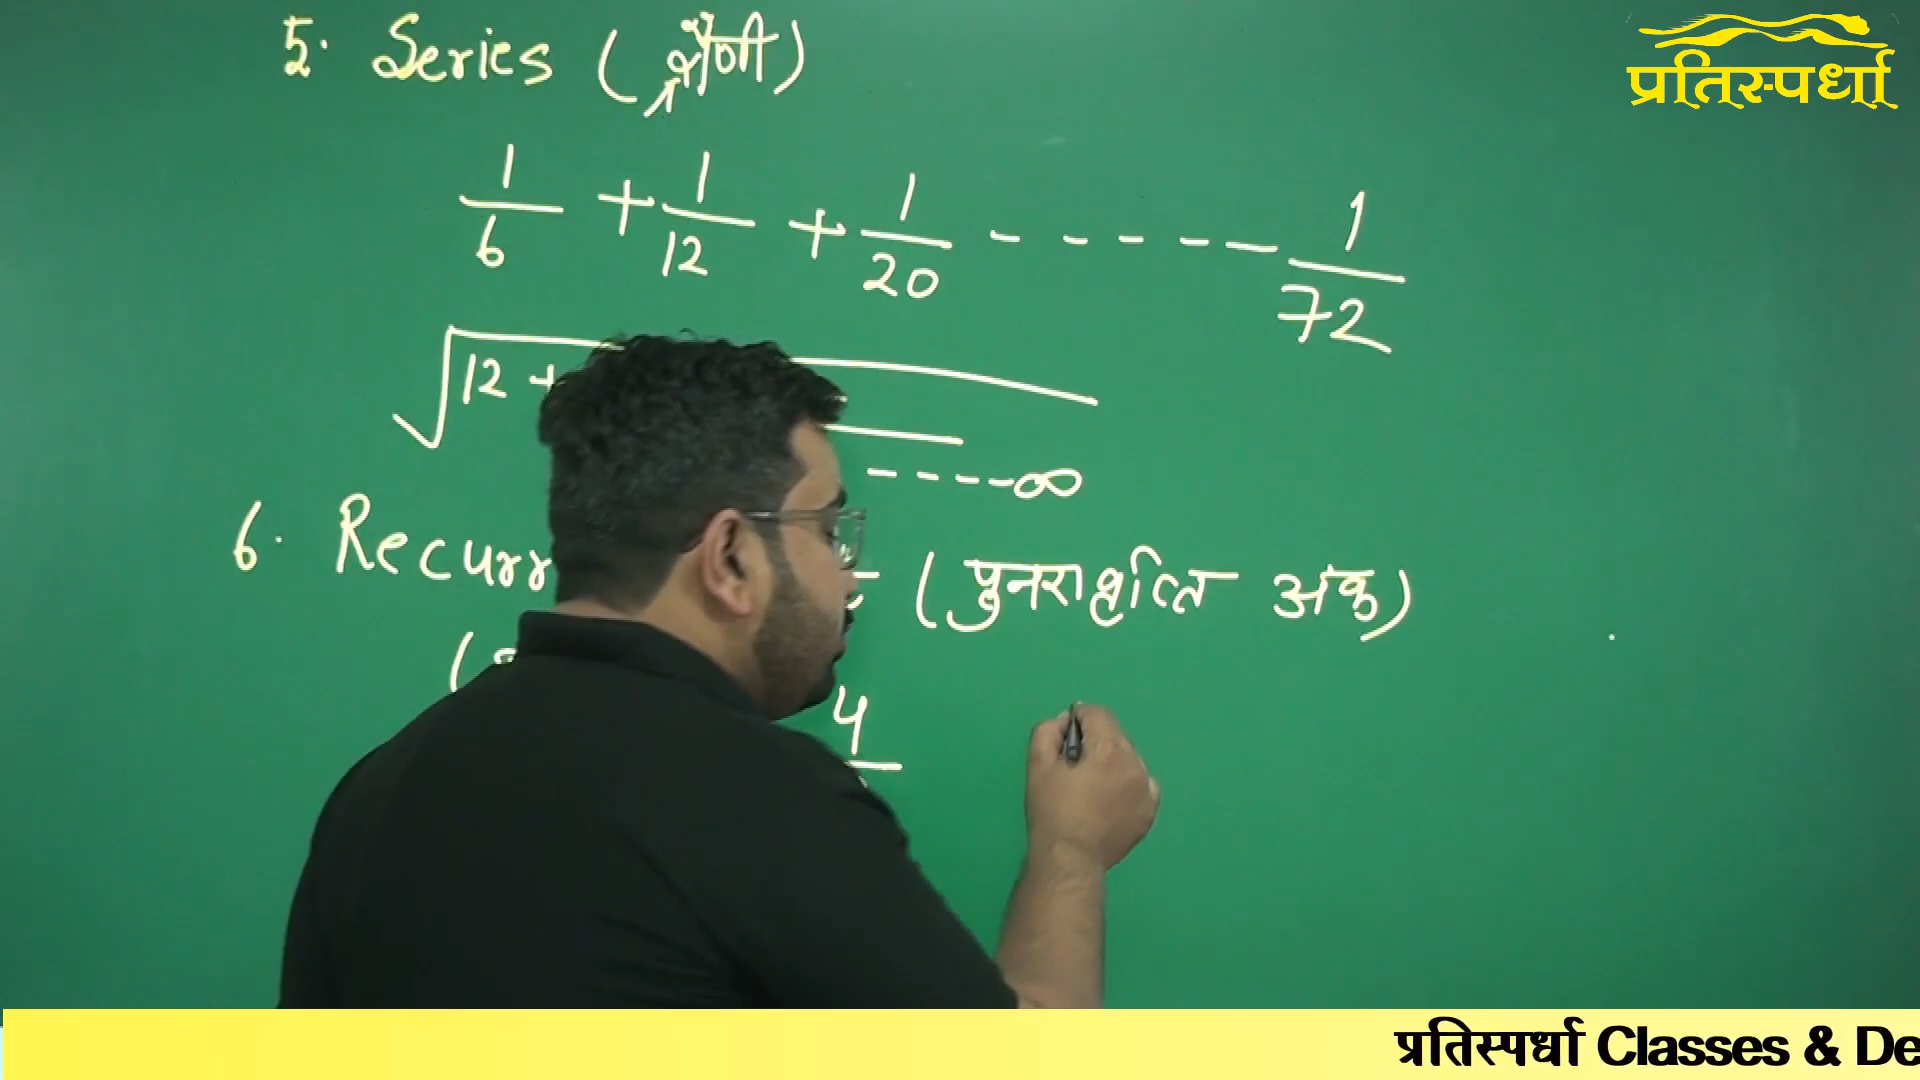 5. Series (श्रेणी)
प्रतिस्पर्धा
1/6 + 1/12 + 1/20 - - - - - 1/72
√12 +
- - - - ∞
6. Recurr (पुनरावृत्ति अंक)
(
4
प्रतिस्पर्धा Classes & De